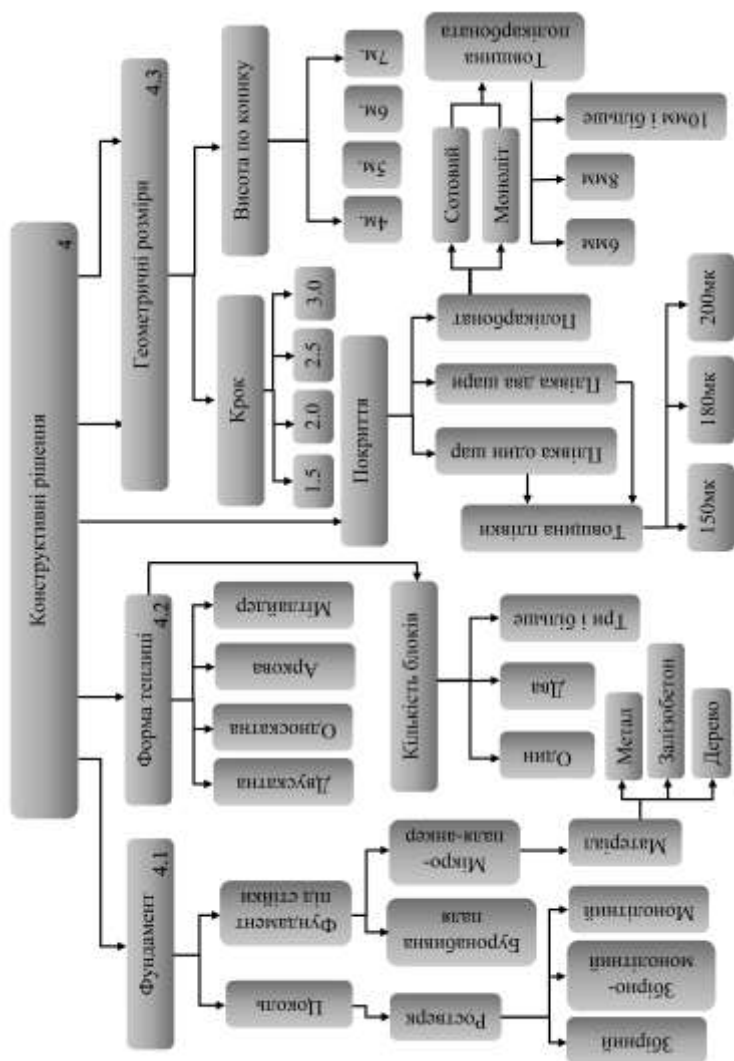 Конструктивні рішення
4
Фундамент
4.1
Форма теплиці
4.2
Геометричні розміри
4.3
Цоколь
Фундамент
під стійки
Ростверк
Збірний
Збірно-
монолітний
Монолітний
Буронабивна
паля
Мікро-
паля-анкер
Матеріал
Метал
Залізобетон
Дерево
Двускатна
Односкатна
Аркова
Мітлайдер
Кількість блоків
Один
Два
Три і більше
Крок
1.5
2.0
2.5
3.0
Висота по конику
4м.
5м.
6м.
7м.
Покриття
Плівка один шар
Плівка два шари
Полікарбонат
Товщина плівки
150мк
180мк
200мк
Сотовий
Моноліт
Товщина
полікарбоната
6мм
8мм
10мм і більше